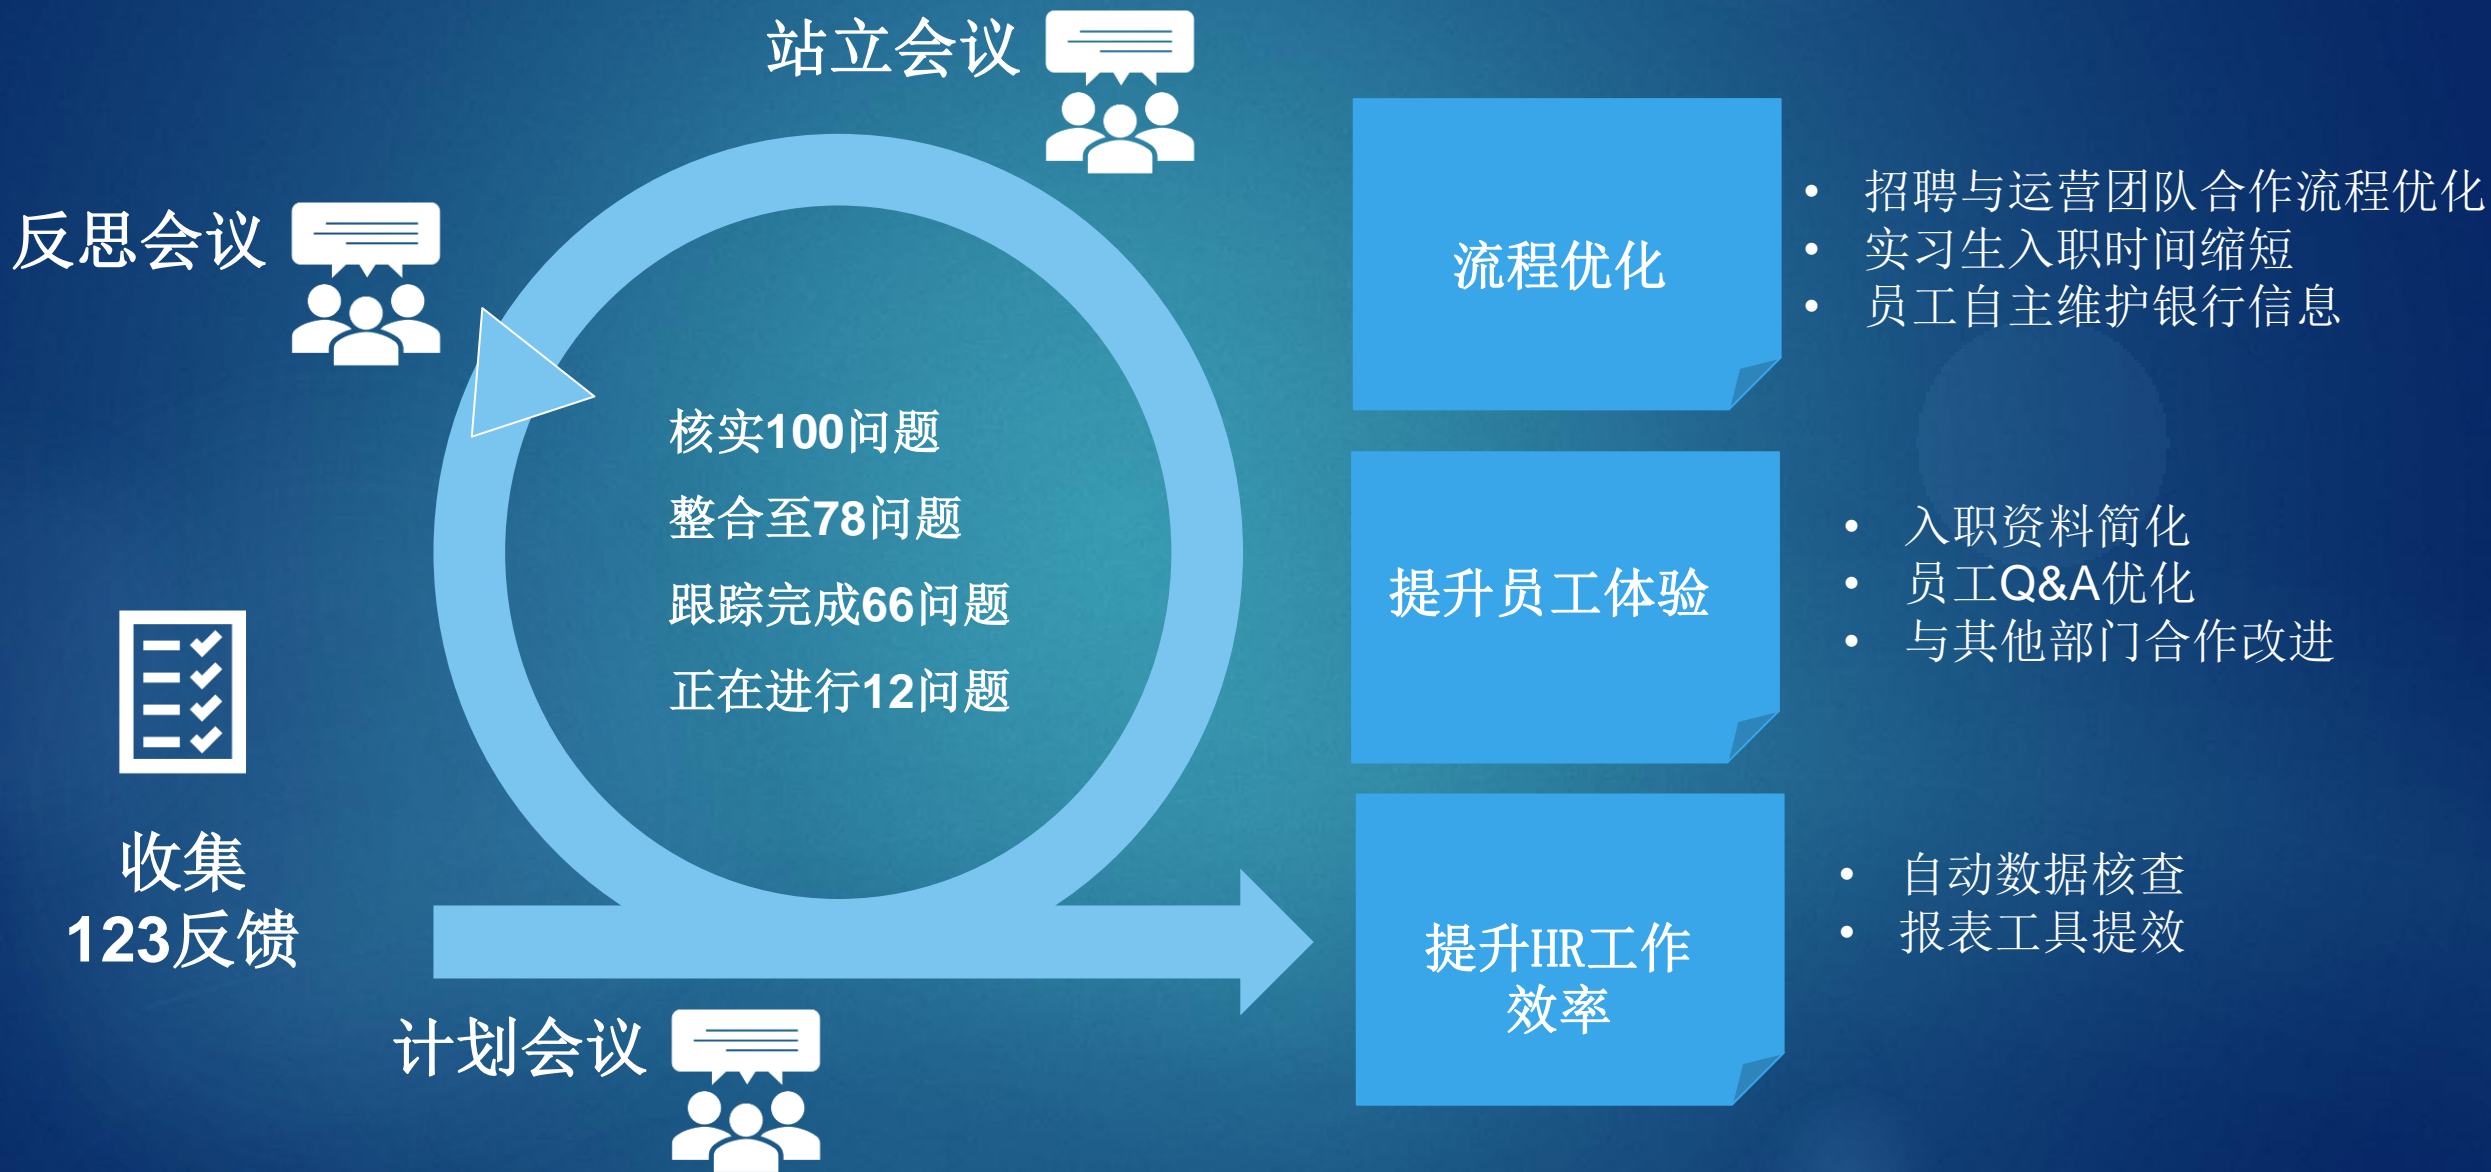 站立会议
反思会议
核实100问题
整合至78问题
跟踪完成66问题
正在进行12问题
收集
123反馈
计划会议
流程优化
• 招聘与运营团队合作流程优化
• 实习生入职时间缩短
• 员工自主维护银行信息
提升员工体验
• 入职资料简化
• 员工Q&A优化
• 与其他部门合作改进
提升HR工作
效率
• 自动数据核查
• 报表工具提效